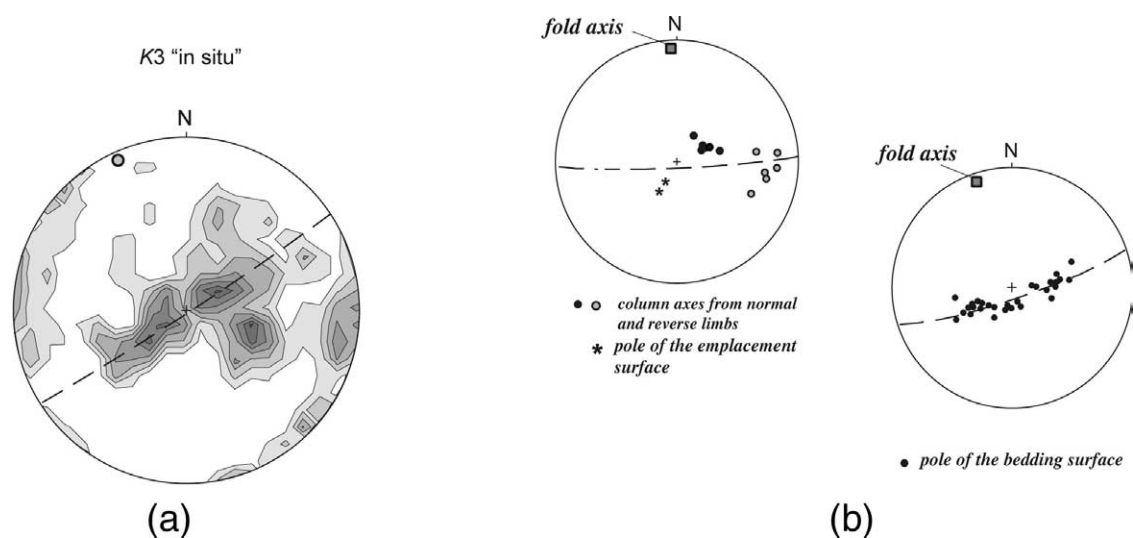 K3 “in situ”
N
(a)
fold axis
N
● ● column axes from normal
and reverse limbs
* pole of the emplacement
surface
fold axis
N
● pole of the bedding surface
(b)